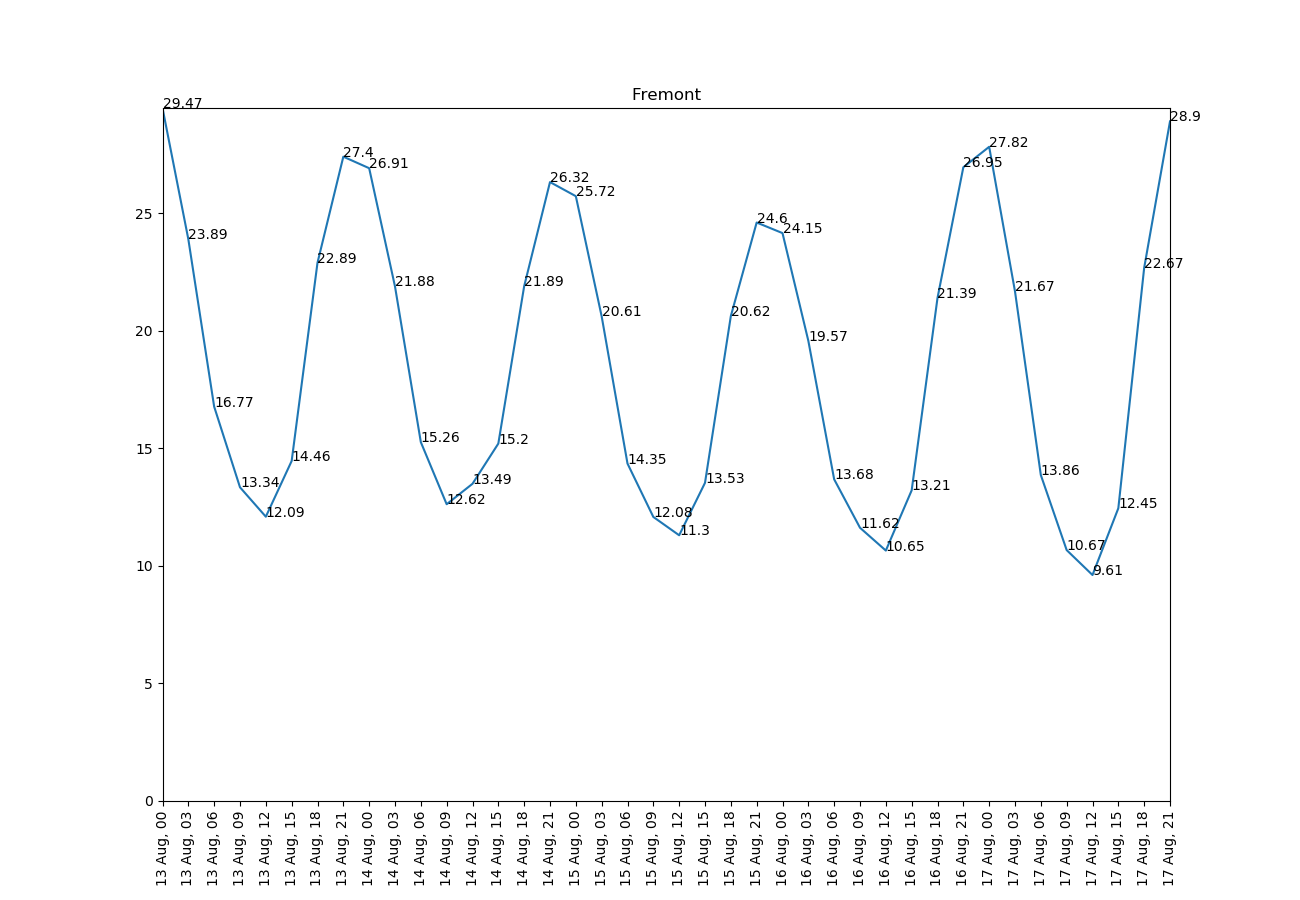 Fremont
29.47
23.89
16.77
13.34
12.09
14.46
22.89
27.4
26.91
21.88
15.26
12.62
13.49
15.2
21.89
26.32
25.72
20.61
14.35
12.08
11.3
13.53
20.62
24.6
24.15
19.57
13.68
11.62
10.65
13.21
21.39
26.95
27.82
21.67
13.86
10.67
9.61
12.45
22.67
28.9
25
20
15
10
5
0
13 Aug, 00
13 Aug, 03
13 Aug, 06
13 Aug, 09
13 Aug, 12
13 Aug, 15
13 Aug, 18
13 Aug, 21
14 Aug, 00
14 Aug, 03
14 Aug, 06
14 Aug, 09
14 Aug, 12
14 Aug, 15
14 Aug, 18
14 Aug, 21
15 Aug, 00
15 Aug, 03
15 Aug, 06
15 Aug, 09
15 Aug, 12
15 Aug, 15
15 Aug, 18
15 Aug, 21
16 Aug, 00
16 Aug, 03
16 Aug, 06
16 Aug, 09
16 Aug, 12
16 Aug, 15
16 Aug, 18
16 Aug, 21
17 Aug, 00
17 Aug, 03
17 Aug, 06
17 Aug, 09
17 Aug, 12
17 Aug, 15
17 Aug, 18
17 Aug, 21